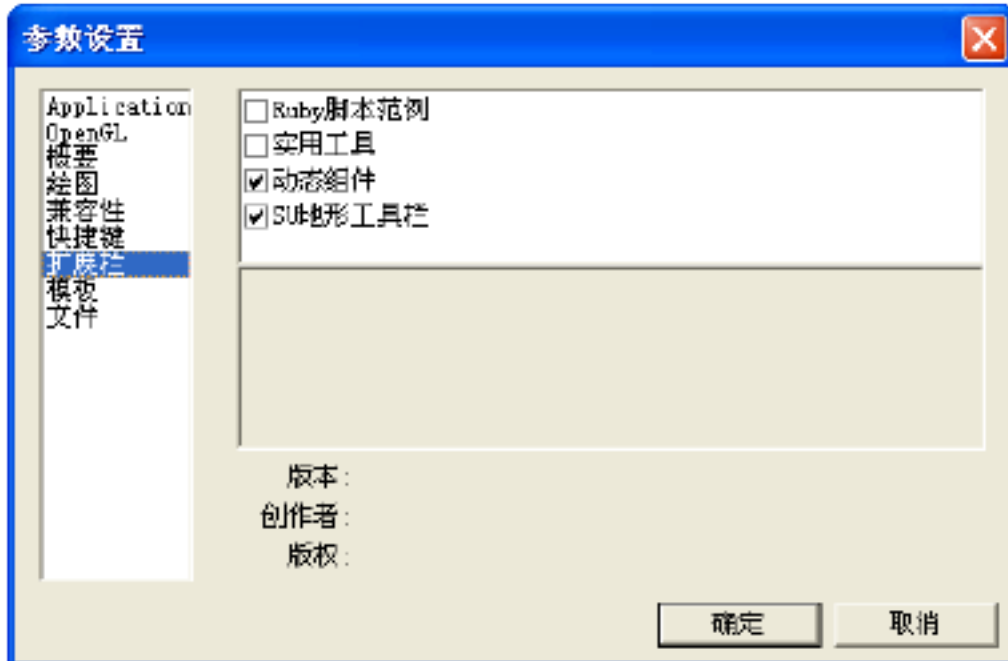 参数设置
Application
OpenGL
概要
绘图
兼容性
快捷键
扩展栏
模板
文件
Ruby脚本范例
实用工具
动态组件
SU地形工具栏
版本:
创作者:
版权:
确定
取消